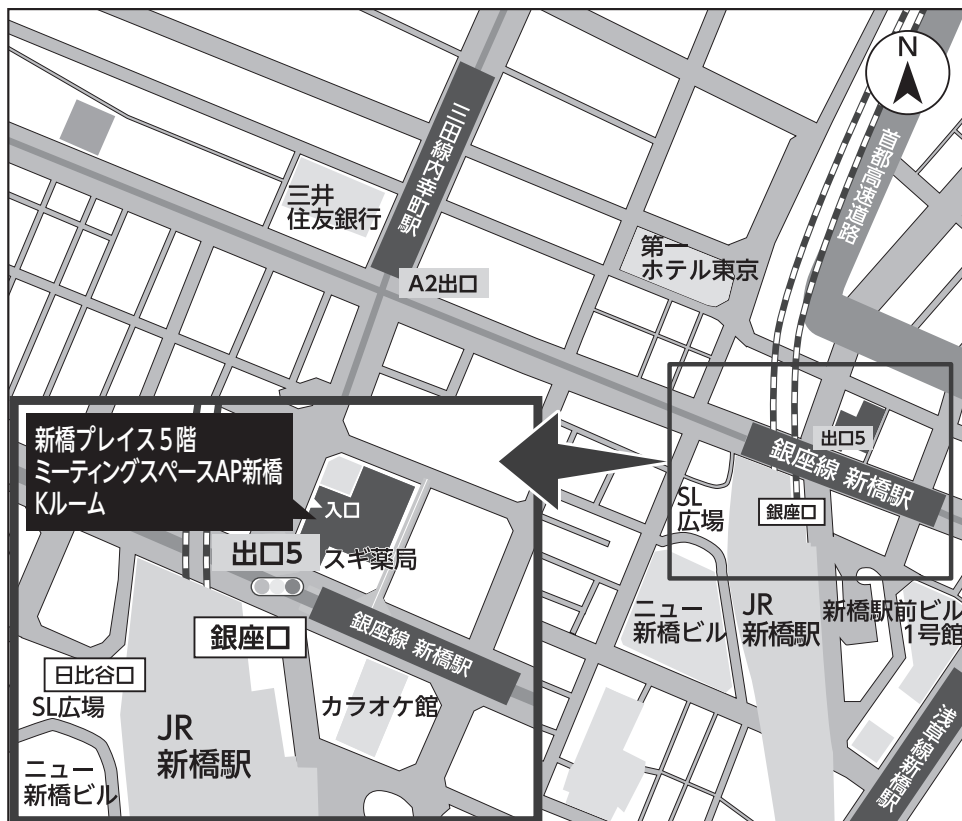 N
首都高速道路
三田線内幸町駅
三井
住友銀行
第一
ホテル東京
A2出口
出口5
銀座線 新橋駅
SL
広場
銀座口
ニュー
新橋ビル
JR
新橋駅
新橋駅前ビル
1号館
浅草線新橋駅
新橋プレイス5階
ミーティングスペースAP新橋
Kルーム
入口
出口5
スギ薬局
銀座線 新橋駅
銀座口
日比谷口
SL広場
カラオケ館
JR
新橋駅
ニュー
新橋ビル